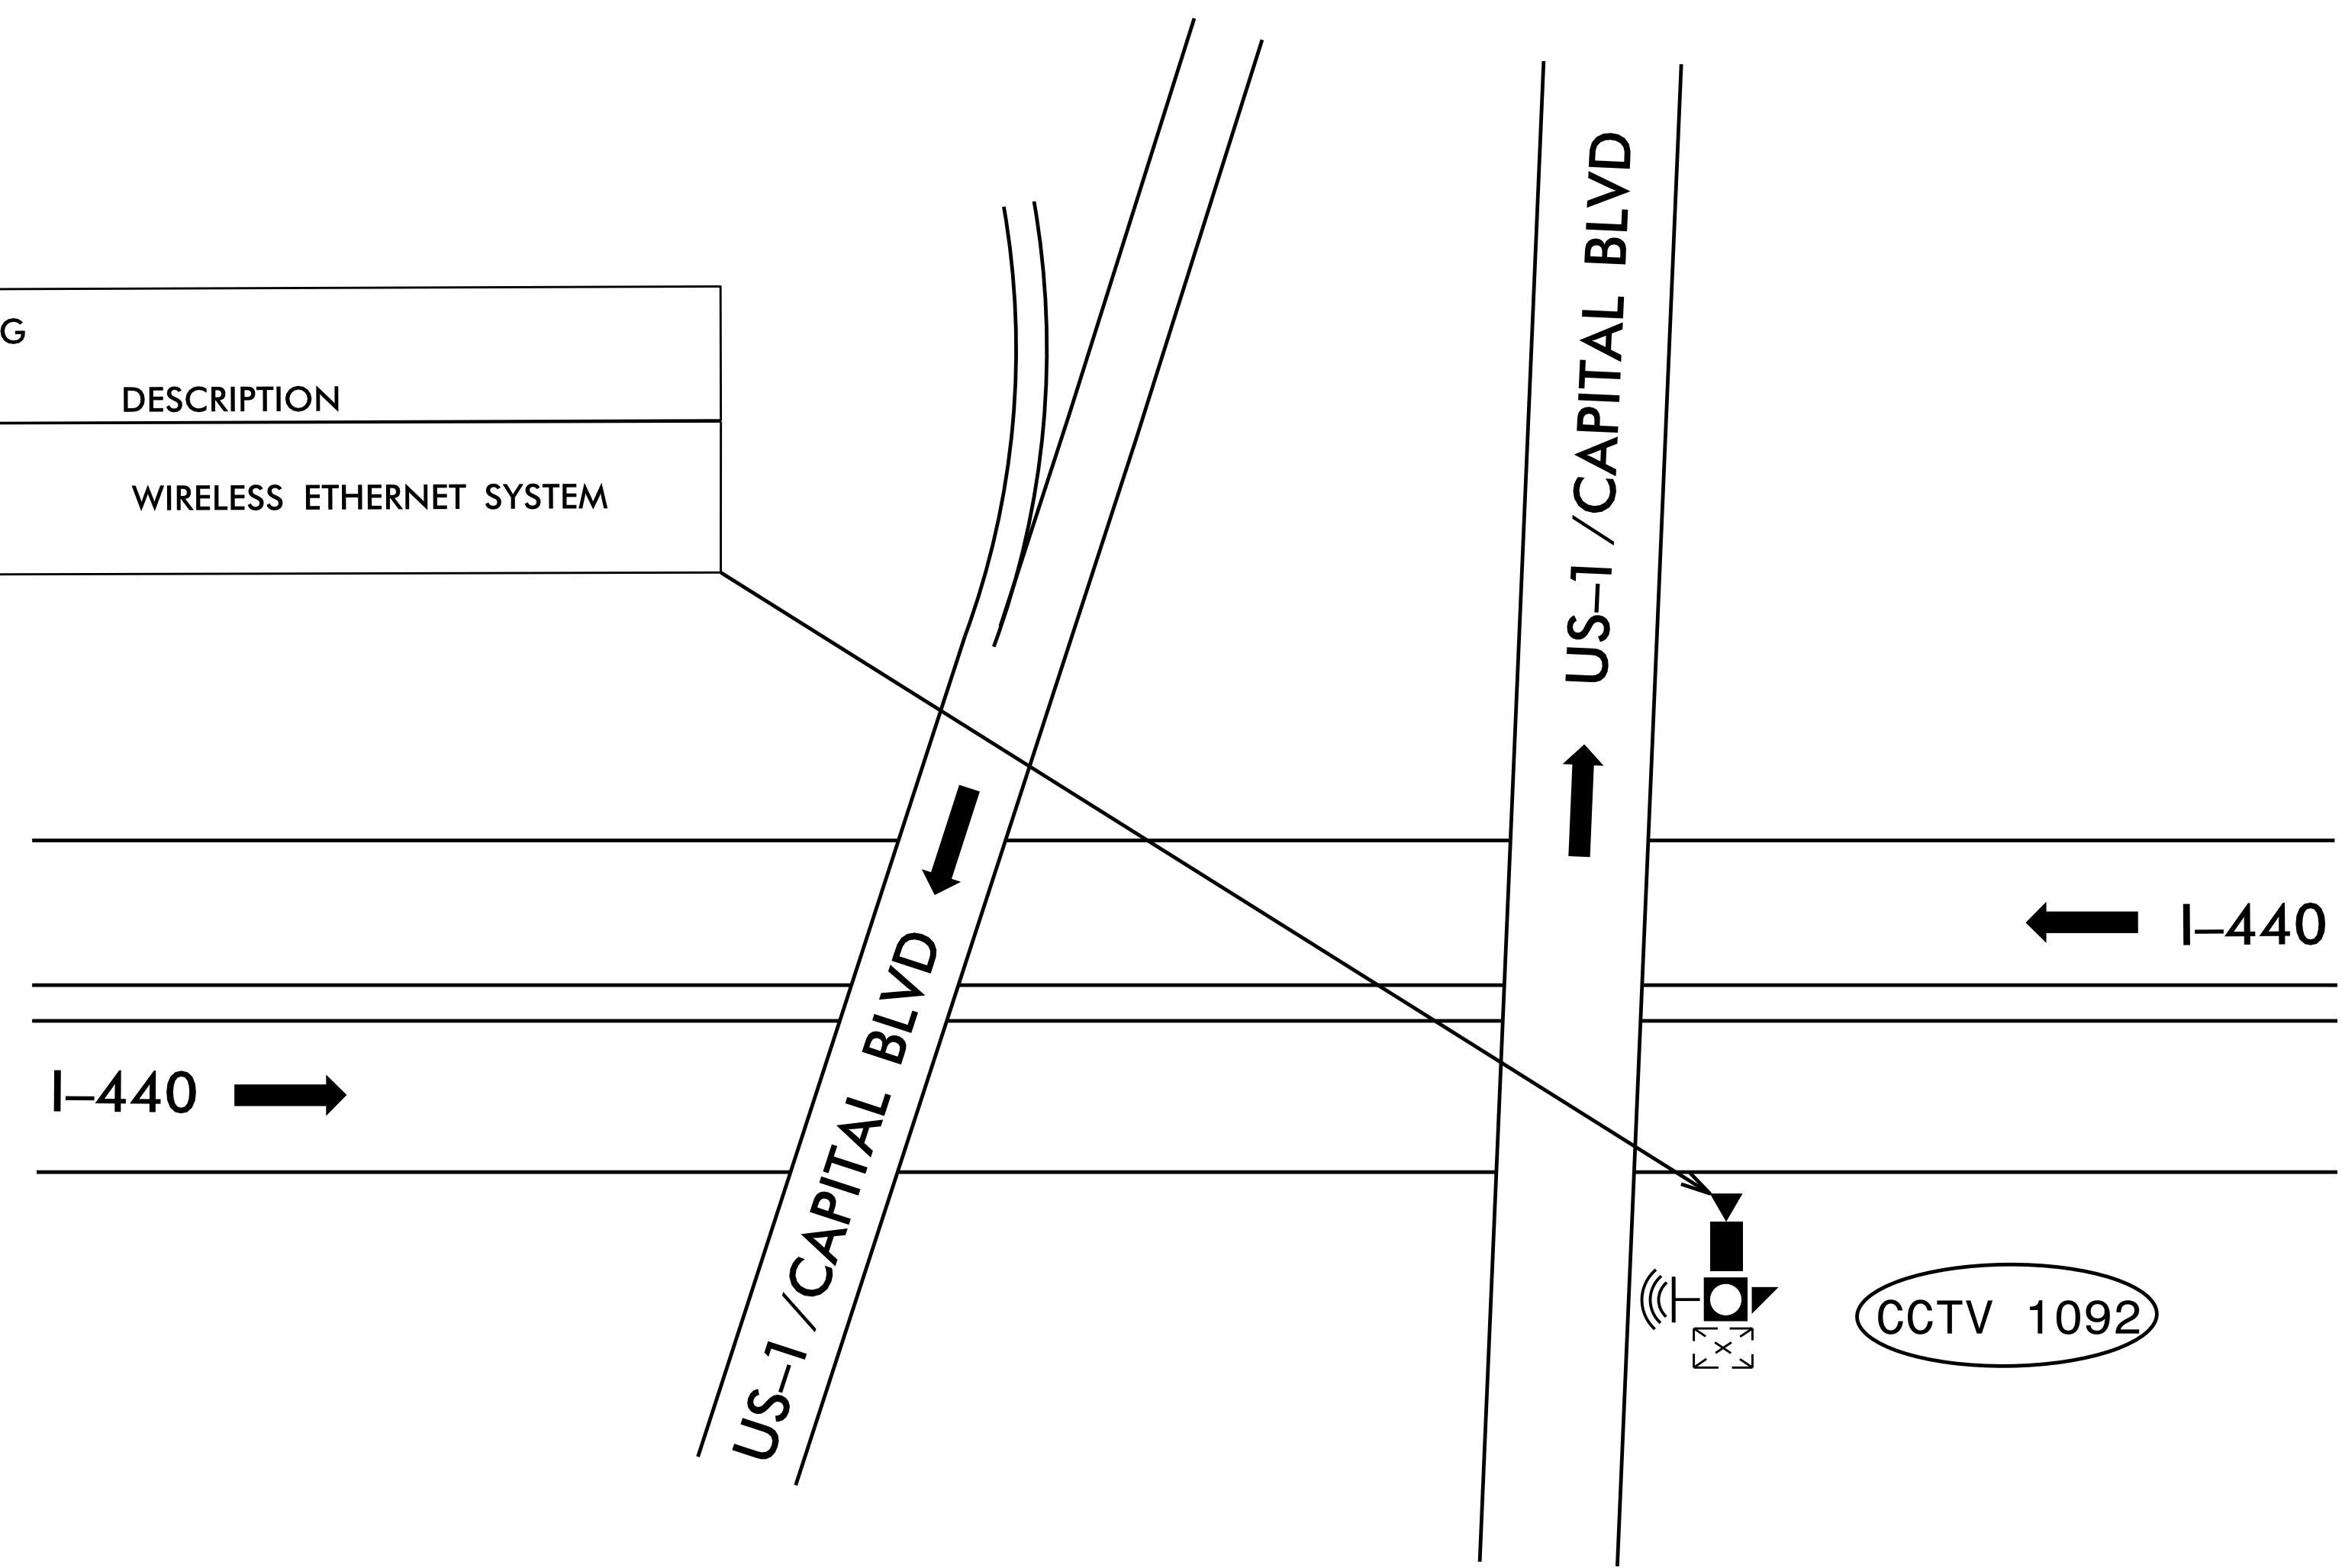 G
DESCRIPTION
WIRELESS ETHERNET SYSTEM
US-1/CAPITAL BLVD
US-1/CAPITAL BLVD
I-440
I-440
CCTV 1092